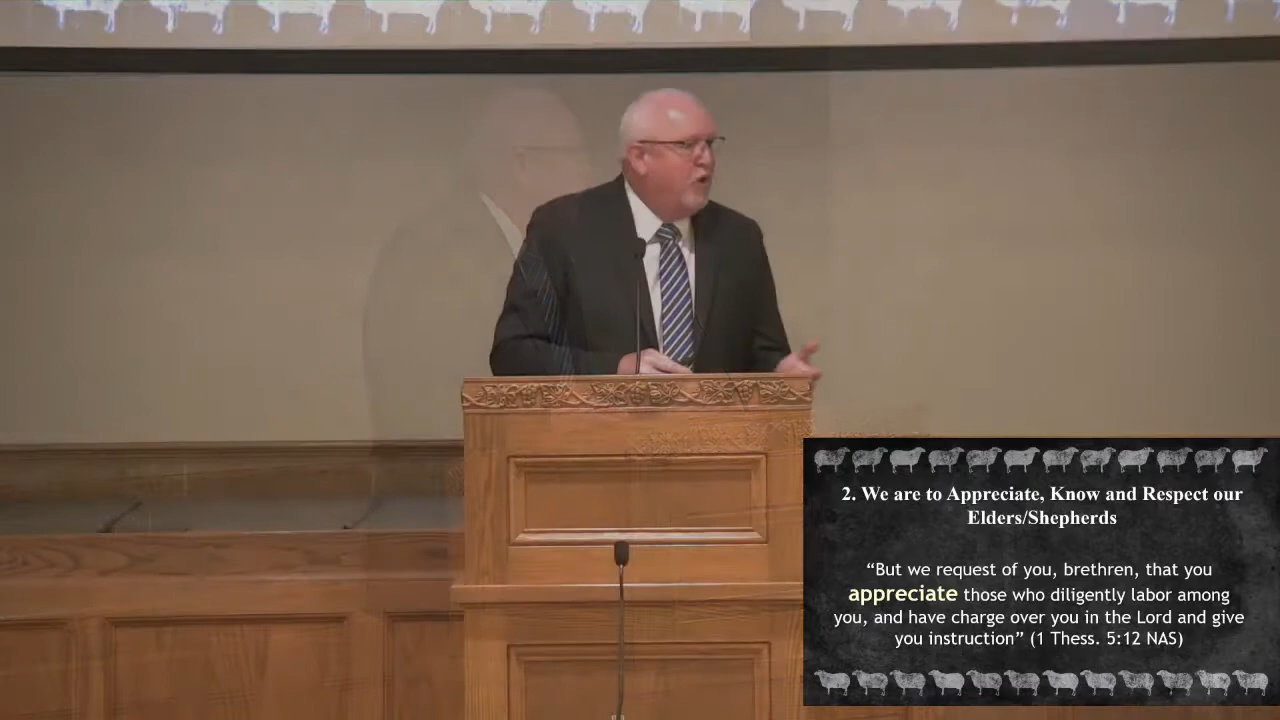 2. We are to Appreciate, Know and Respect our
Elders/Shepherds
“But we request of you, brethren, that you
appreciate those who diligently labor among
you, and have charge over you in the Lord and give
you instruction” (1 Thess. 5:12 NAS)